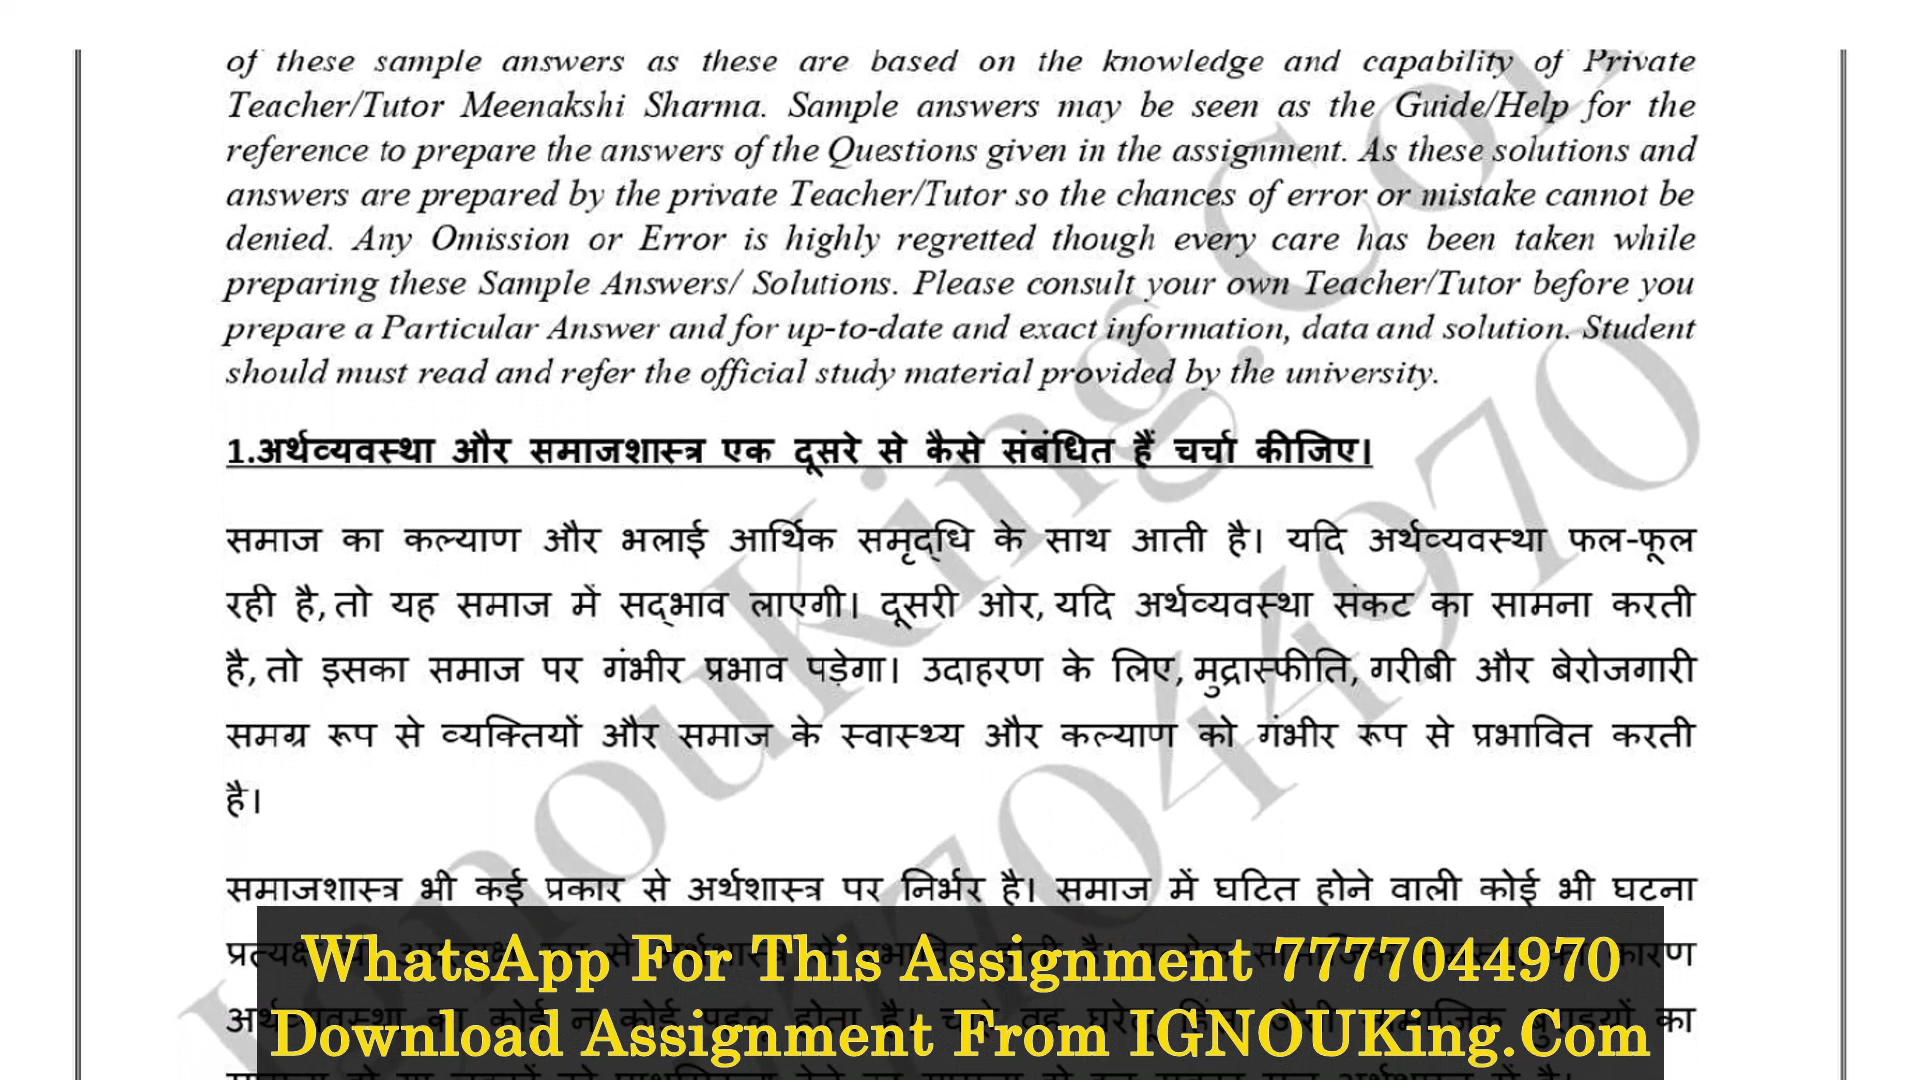 of these sample answers as these are based on the knowledge and capability of Private
Teacher/Tutor Meenakshi Sharma. Sample answers may be seen as the Guide/Help for the
reference to prepare the answers of the Questions given in the assignment. As these solutions and
answers are prepared by the private Teacher/Tutor so the chances of error or mistake cannot be
denied. Any Omission or Error is highly regretted though every care has been taken while
preparing these Sample Answers/ Solutions. Please consult your own Teacher/Tutor before you
prepare a Particular Answer and for up-to-date and exact information, data and solution. Student
should must read and refer the official study material provided by the university.
1.अर्थव्यवस्था और समाजशास्त्र एक दूसरे से कैसे संबंधित हैं चर्चा कीजिए।
समाज का कल्याण और भलाई आर्थिक समृद्धि के साथ आती है। यदि अर्थव्यवस्था फल-फूल
रही है, तो यह समाज में सद्भाव लाएगी। दूसरी ओर, यदि अर्थव्यवस्था संकट का सामना करती
है, तो इसका समाज पर गंभीर प्रभाव पड़ेगा। उदाहरण के लिए, मुद्रास्फीति, गरीबी और बेरोजगारी
समग्र रूप से व्यक्तियों और समाज के स्वास्थ्य और कल्याण को गंभीर रूप से प्रभावित करती
है।
समाजशास्त्र भी कई प्रकार से अर्थशास्त्र पर निर्भर है। समाज में घटित होने वाली कोई भी घटना
WhatsApp For This Assignment 7777044970
का
Download Assignment From IGNOUKing.Com
IgnouKing.Com
7777044970